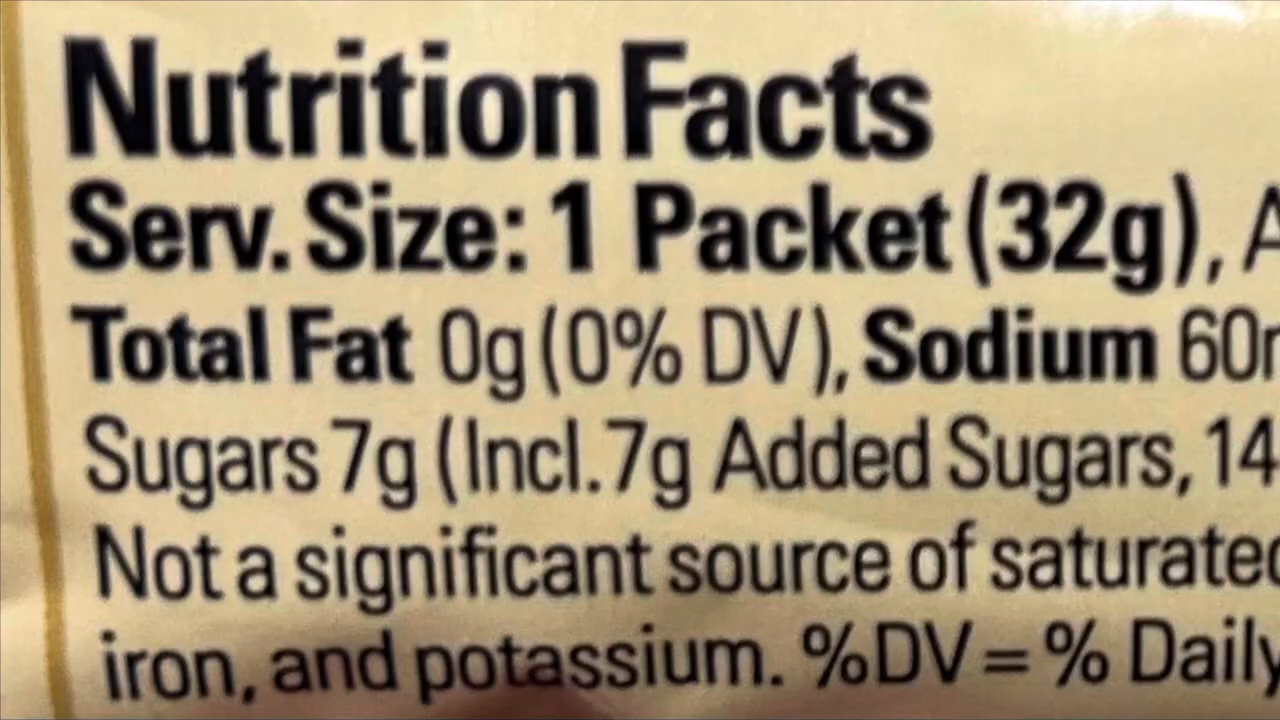 Nutrition Facts
Serv. Size: 1 Packet (32g), A
Total Fat 0g (0% DV), Sodium 60
Sugars 7g (Incl. 7g Added Sugars, 14
Not a significant source of saturated
iron, and potassium. %DV = % Daily